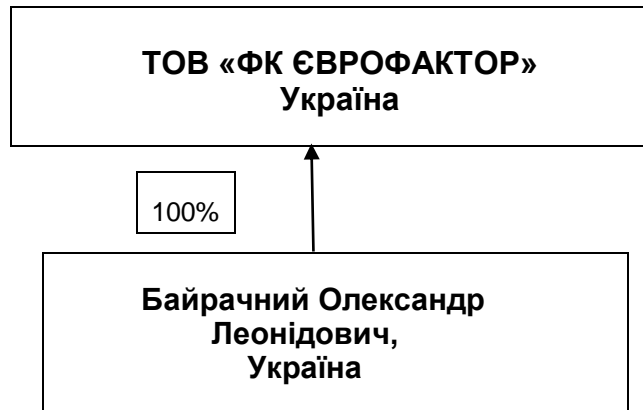 ТОВ «ФК ЄВРОФАКТОР»
Україна
100%
Байрачний Олександр
Леонідович,
Україна